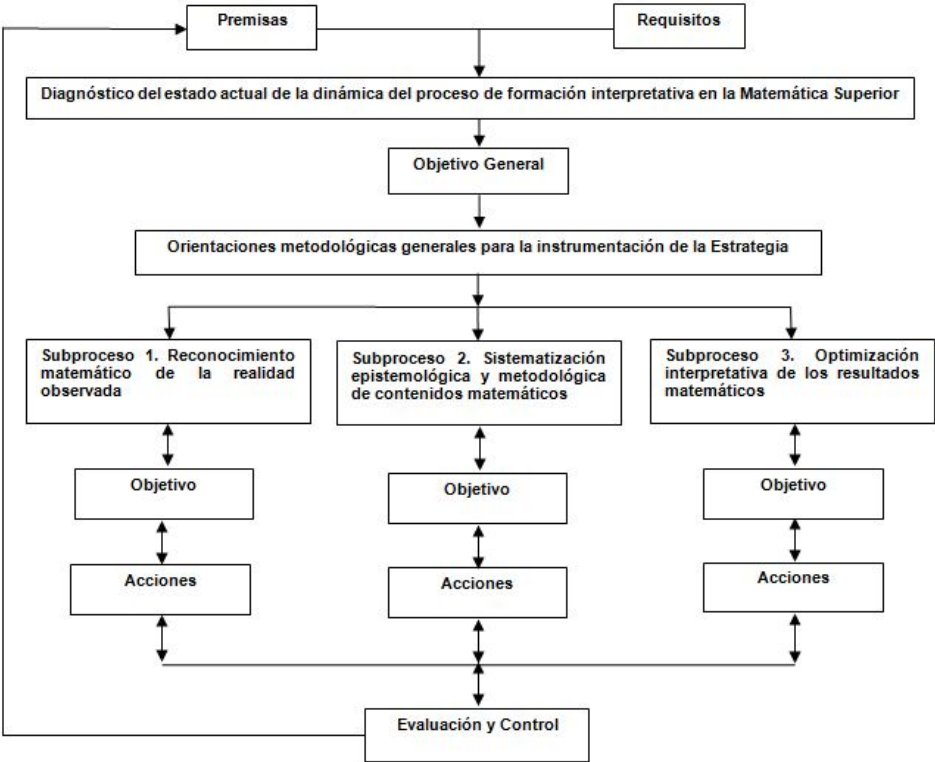 Premisas
Requisitos
Diagnóstico del estado actual de la dinámica del proceso de formación interpretativa en la Matemática Superior
Objetivo General
Orientaciones metodológicas generales para la instrumentación de la Estrategia
Subproceso 1. Reconocimiento
matemático de la realidad
observada
Subproceso 2. Sistematización
epistemológica y metodológica
de contenidos matemáticos
Subproceso 3. Optimización
interpretativa de los resultados
matemáticos
Objetivo
Objetivo
Objetivo
Acciones
Acciones
Acciones
Evaluación y Control